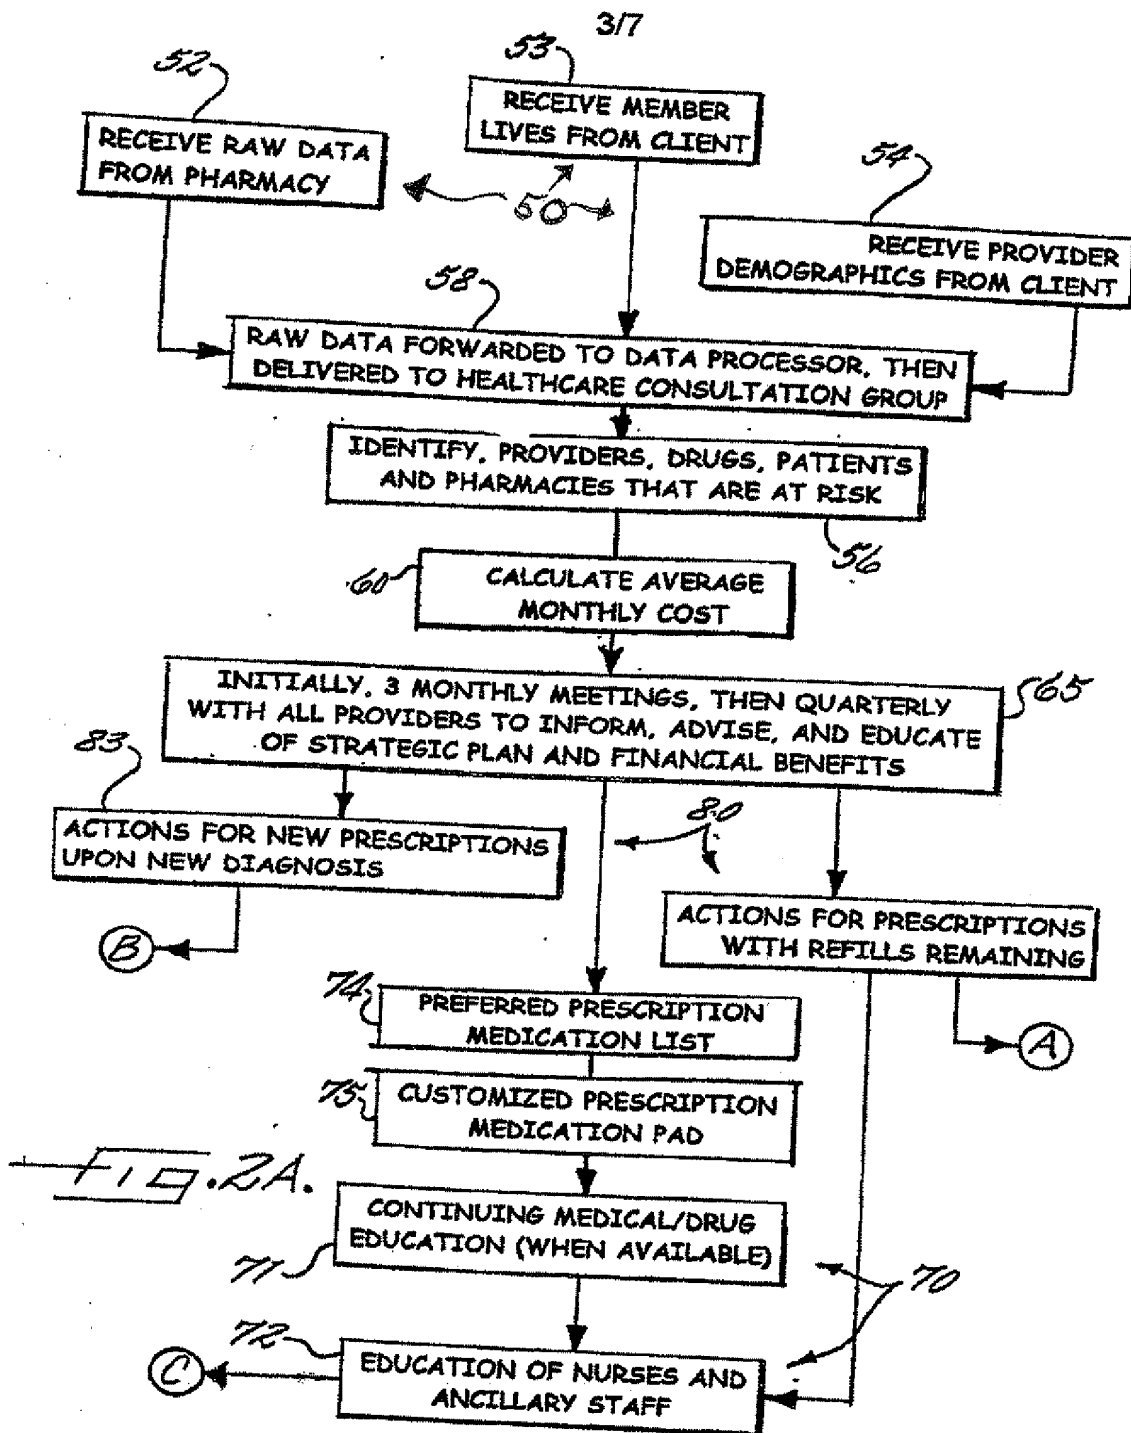 3/7
53
52
RECEIVE MEMBER
LIVES FROM CLIENT
RECEIVE RAW DATA
FROM PHARMACY
54
50
RECEIVE PROVIDER
DEMOGRAPHICS FROM CLIENT
58
RAW DATA FORWARDED TO DATA PROCESSOR, THEN
DELIVERED TO HEALTHCARE CONSULTATION GROUP
IDENTIFY, PROVIDERS, DRUGS, PATIENTS
AND PHARMACIES THAT ARE AT RISK
56
60
CALCULATE AVERAGE
MONTHLY COST
INITIALLY, 3 MONTHLY MEETINGS, THEN QUARTERLY
WITH ALL PROVIDERS TO INFORM, ADVISE, AND EDUCATE
OF STRATEGIC PLAN AND FINANCIAL BENEFITS
65
83
80
ACTIONS FOR NEW PRESCRIPTIONS
UPON NEW DIAGNOSIS
ACTIONS FOR PRESCRIPTIONS
WITH REFILLS REMAINING
B
74
PREFERRED PRESCRIPTION
MEDICATION LIST
A
75
CUSTOMIZED PRESCRIPTION
MEDICATION PAD
Fig. 2A.
CONTINUING MEDICAL/DRUG
EDUCATION (WHEN AVAILABLE)
71
70
72
C
EDUCATION OF NURSES AND
ANCILLARY STAFF